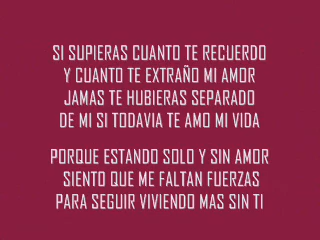 SI SUPIERAS CUANTO TE RECUERDO
Y CUANTO TE EXTRAÑO MI AMOR
JAMAS TE HUBIERAS SEPARADO
DE MI SI TODAVIA TE AMO MI VIDA
PORQUE ESTANDO SOLO Y SIN AMOR
SIENTO QUE ME FALTAN FUERZAS
PARA SEGUIR VIVIENDO MAS SIN TI